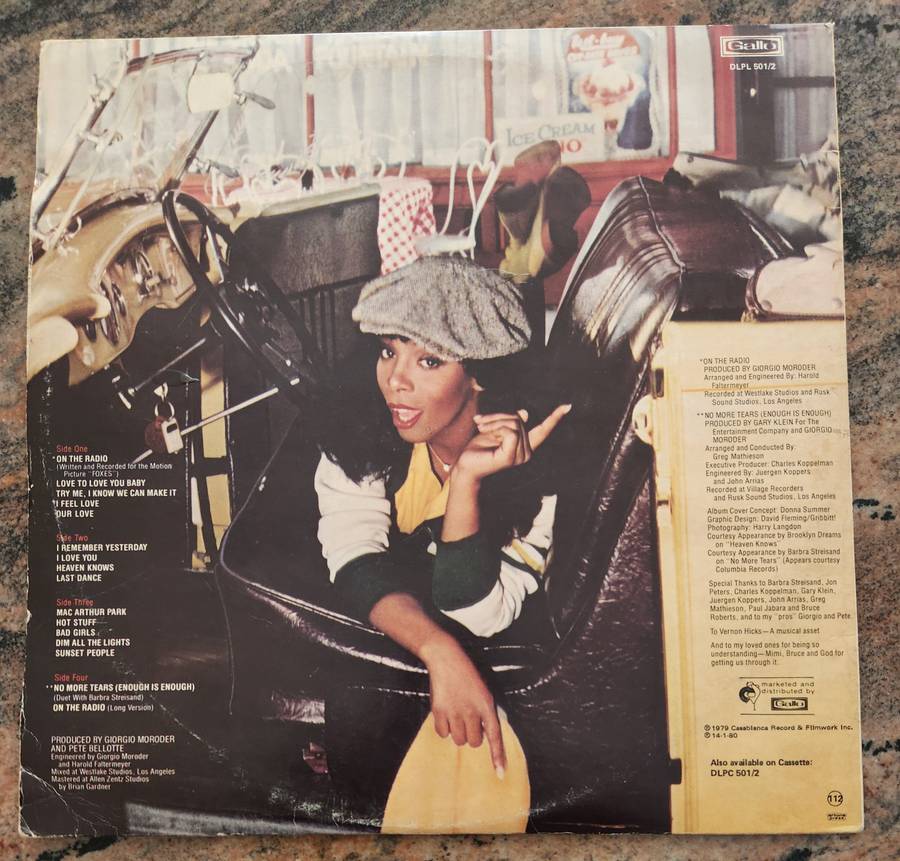 Gallo
DLPL 501/2
ICE CREAM
Side One
*ON THE RADIO
(Written and Recorded for the Motion
Picture "FOXES")
LOVE TO LOVE YOU BABY
TRY ME, I KNOW WE CAN MAKE IT
I FEEL LOVE
OUR LOVE
Side Two
I REMEMBER YESTERDAY
I LOVE YOU
HEAVEN KNOWS
LAST DANCE
Side Three
MAC ARTHUR PARK
HOT STUFF
BAD GIRLS
DIM ALL THE LIGHTS
SUNSET PEOPLE
Side Four
**NO MORE TEARS (ENOUGH IS ENOUGH)
(Duet With Barbra Streisand)
ON THE RADIO (Long Version)
PRODUCED BY GIORGIO MORODER
AND PETE BELLOTTE
Engineered by Giorgio Moroder
and Harold Faltermeyer
Mixed at Westlake Studios, Los Angeles
Mastered at Allen Zentz Studios
by Brian Gardner
*ON THE RADIO
PRODUCED BY GIORGIO MORODER
Arranged and Engineered By: Harold
Faltermeyer
Recorded at Westlake Studios and Rusk
Sound Studios, Los Angeles
**NO MORE TEARS (ENOUGH IS ENOUGH)
PRODUCED BY GARY KLEIN For The
Entertainment Company and GIORGIO
MORODER
Arranged and Conducted By:
Greg Mathieson
Executive Producer: Charles Koppelman
Engineered By: Juergen Koppers
and John Arrias
Recorded at Village Recorders
and Rusk Sound Studios, Los Angeles
Album Cover Concept: Donna Summer
Graphic Design: David Fleming/Gribbitt!
Photography: Harry Langdon
Courtesy Appearance by Brooklyn Dreams
on "Heaven Knows"
Courtesy Appearance by Barbra Streisand
on "No More Tears" (Appears courtesy
Columbia Records)
Special Thanks to Barbra Streisand, Jon
Peters, Charles Koppelman, Gary Klein,
Juergen Koppers, John Arrias, Greg
Mathieson, Paul Jabara and Bruce
Roberts, and to my "pros" Giorgio and Pete.
To Vernon Hicks—A musical asset
And to my loved ones for being so
understanding—Mimi, Bruce and God for
getting us through it.
marketed and
distributed by
Gallo
℗ 1979 Casablanca Record & Filmwork Inc.
℗ 14·1·80
Also available on Cassette:
DLPC 501/2
112